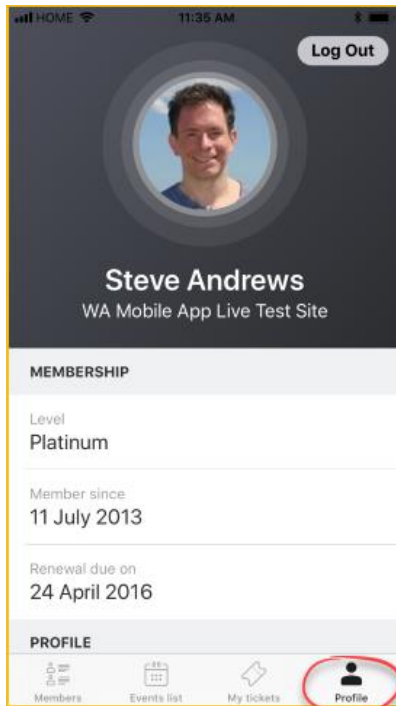 HOME 11:35 AM
Log Out
Steve Andrews
WA Mobile App Live Test Site
MEMBERSHIP
Level
Platinum
Member since
11 July 2013
Renewal due on
24 April 2016
PROFILE
Members Events list My tickets Profile